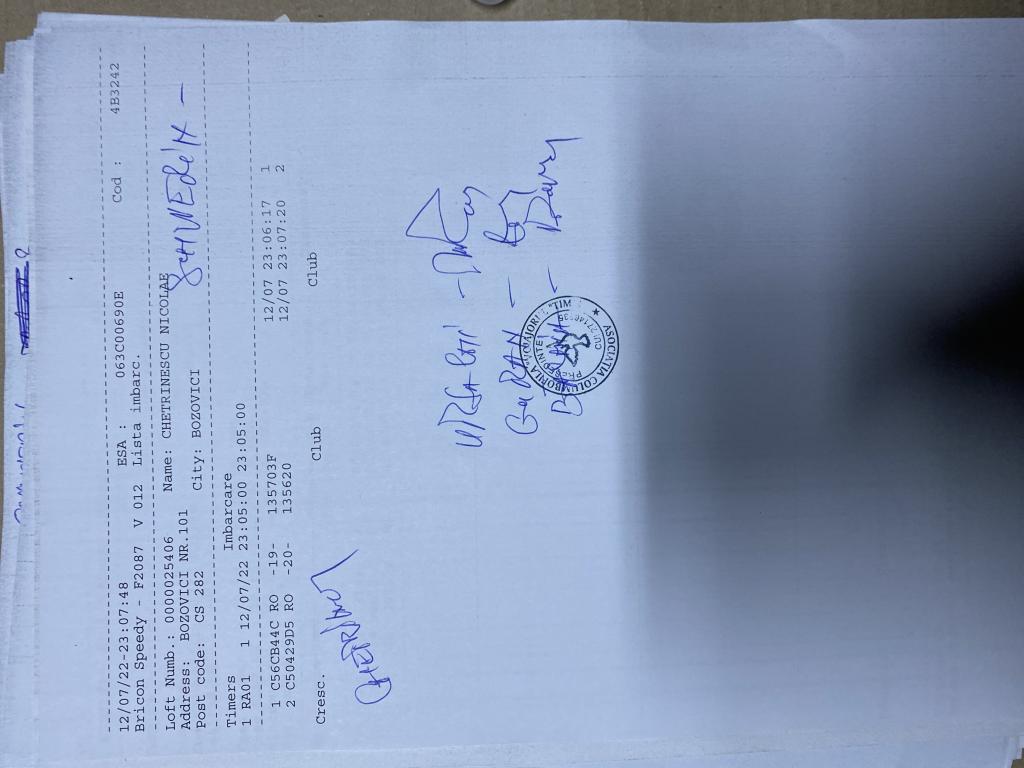 12/07/22-23:07:48 ESA : 063C00690E Cod : 4B3242
Bricon Speedy - F2087 V 012 Lista imbarc.
Loft Numb.: 0000025406 Name: CHETRINESCU NICOLAE
Address: BOZOVICI NR.101
Post code: CS 282 City: BOZOVICI
Timers Imbarcare
1 RA01 1 12/07/22 23:05:00 23:05:00
1 C56CB44C RO -19- 135703F 12/07 23:06:17 1
2 C50429D5 RO -20- 135620 12/07 23:07:20 2
Cresc. Club Club
ASOCIATIA COLUMBOFILA
PRESEDINTE